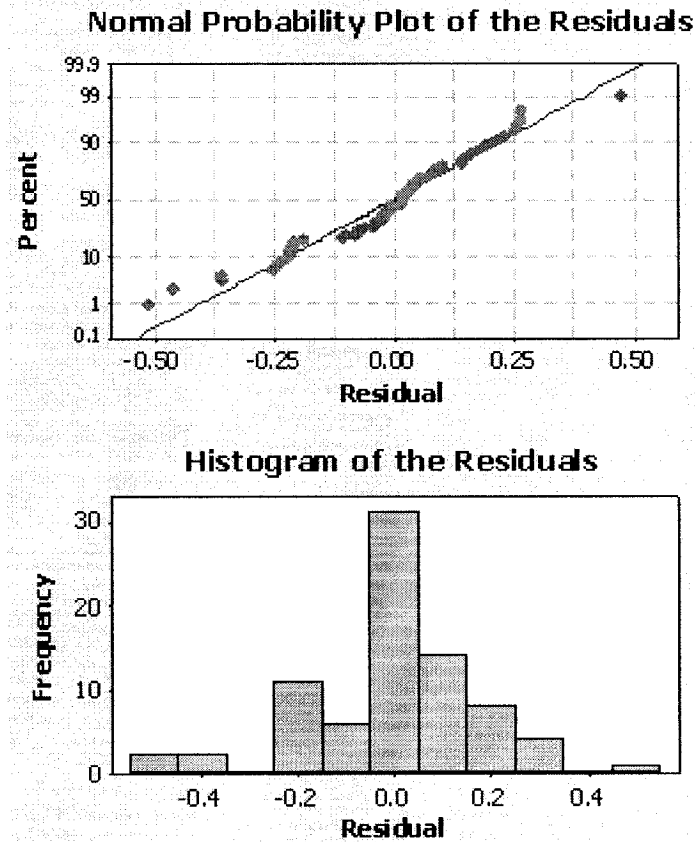 Normal Probability Plot of the Residuals
99.9
99
90
50
10
1
0.1
Percent
-0.50 -0.25 0.00 0.25 0.50
Residual
Histogram of the Residuals
30
20
10
0
Frequency
-0.4 -0.2 0.0 0.2 0.4
Residual